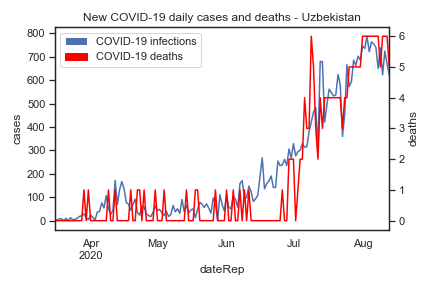 New COVID-19 daily cases and deaths - Uzbekistan
COVID-19 infections
COVID-19 deaths
800
700
600
500
400
300
200
100
0
cases
6
5
4
3
2
1
0
deaths
Apr
2020
May
Jun
Jul
Aug
dateRep